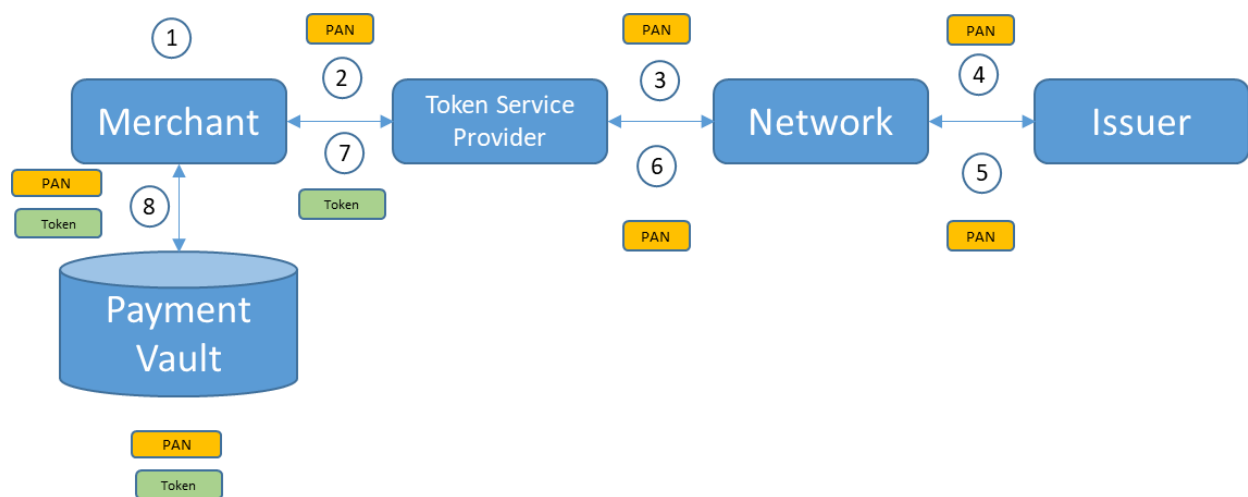 1
PAN
PAN
PAN
2
3
4
Merchant
Token Service
Provider
Network
Issuer
7
6
5
PAN
Token
8
Token
PAN
PAN
Payment
Vault
PAN
Token